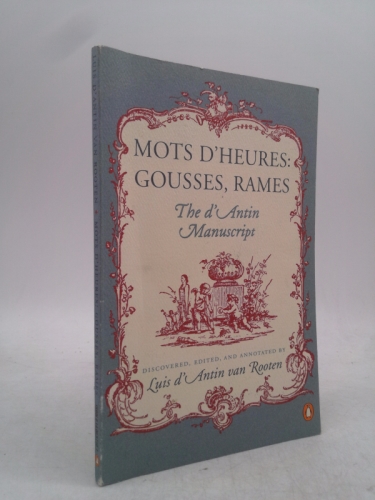 MOTS D'HEURES:
GOUSSES, RAMES
The d'Antin
Manuscript
DISCOVERED, EDITED, AND ANNOTATED BY
Luis d'Antin van Rooten